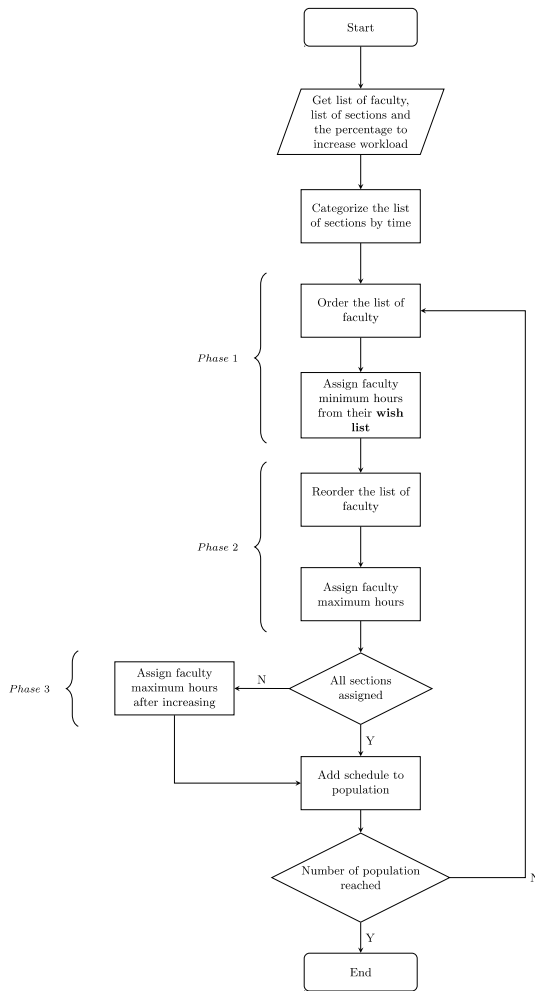 Start
Get list of faculty,
list of sections and
the percentage to
increase workload
Categorize the list
of sections by time
Order the list of
faculty
Phase 1
Assign faculty
minimum hours
from their wish
list
Reorder the list of
faculty
Phase 2
Assign faculty
maximum hours
Phase 3
Assign faculty
maximum hours
after increasing
N
All sections
assigned
Y
Add schedule to
population
Number of population
reached
N
Y
End